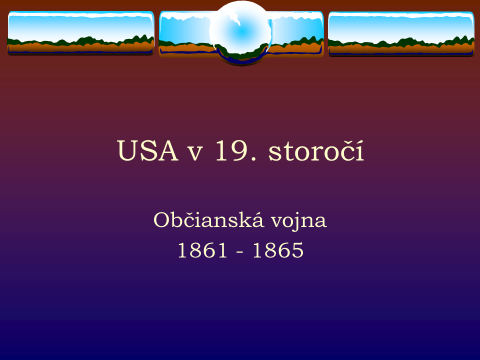 USA v 19. storočí
Občianská vojna
1861 - 1865